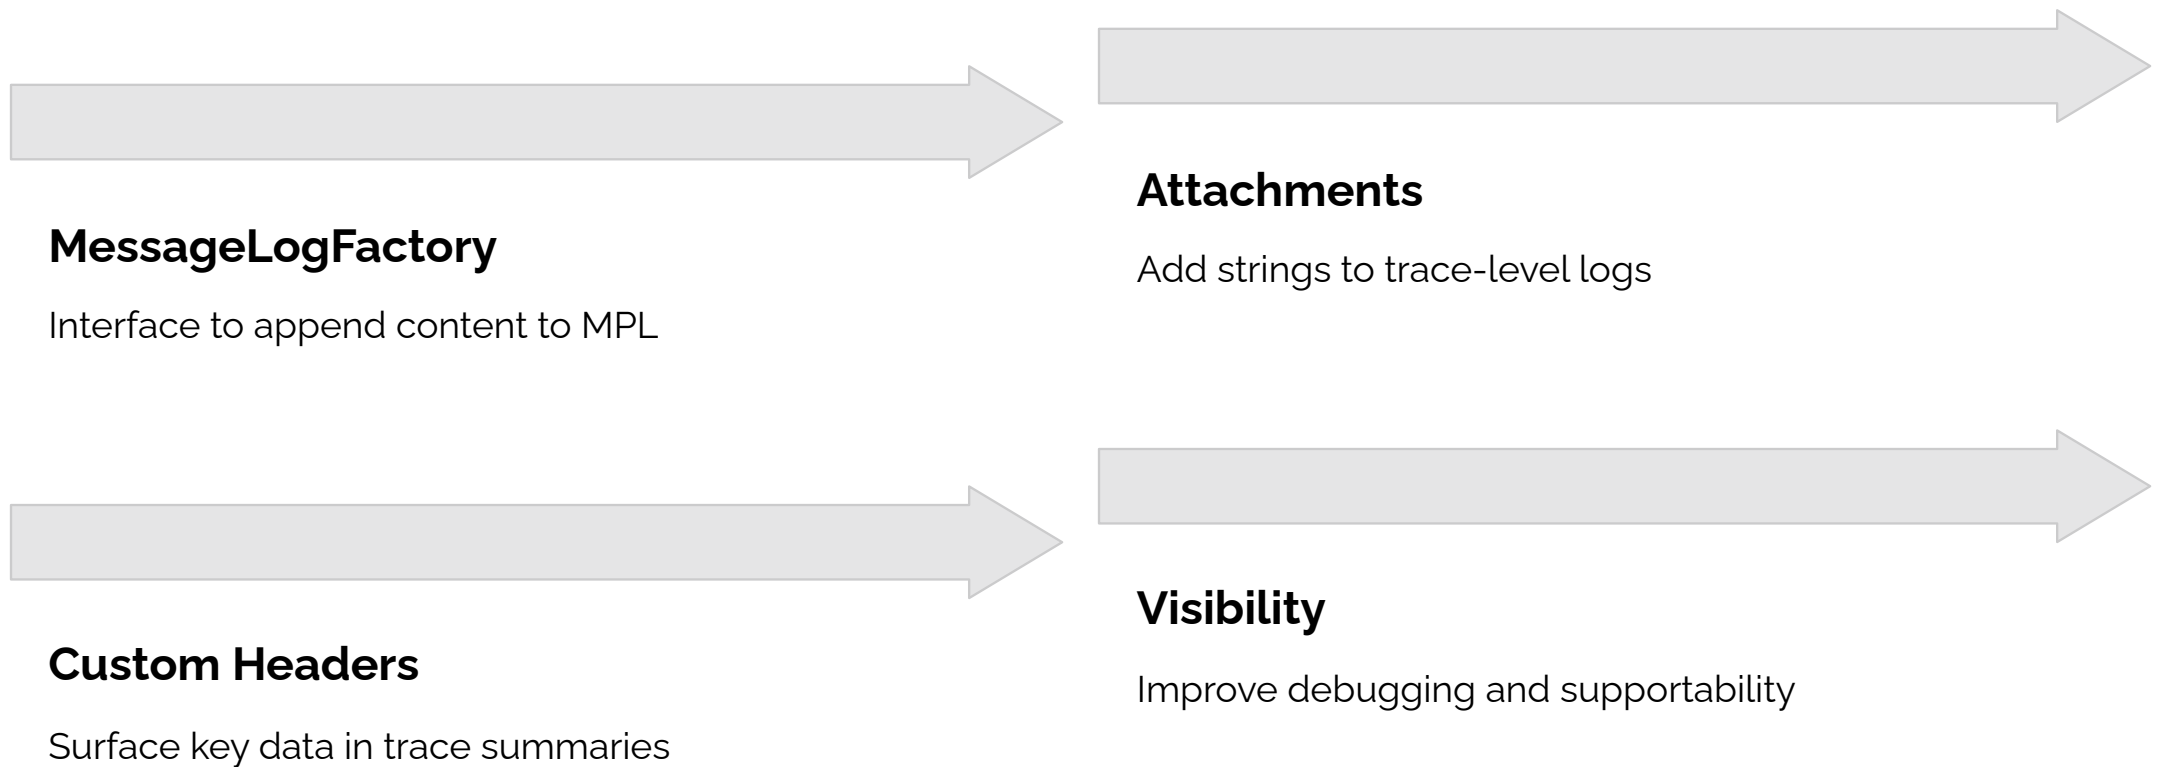 MessageLogFactory
Interface to append content to MPL
Attachments
Add strings to trace-level logs
Custom Headers
Surface key data in trace summaries
Visibility
Improve debugging and supportability